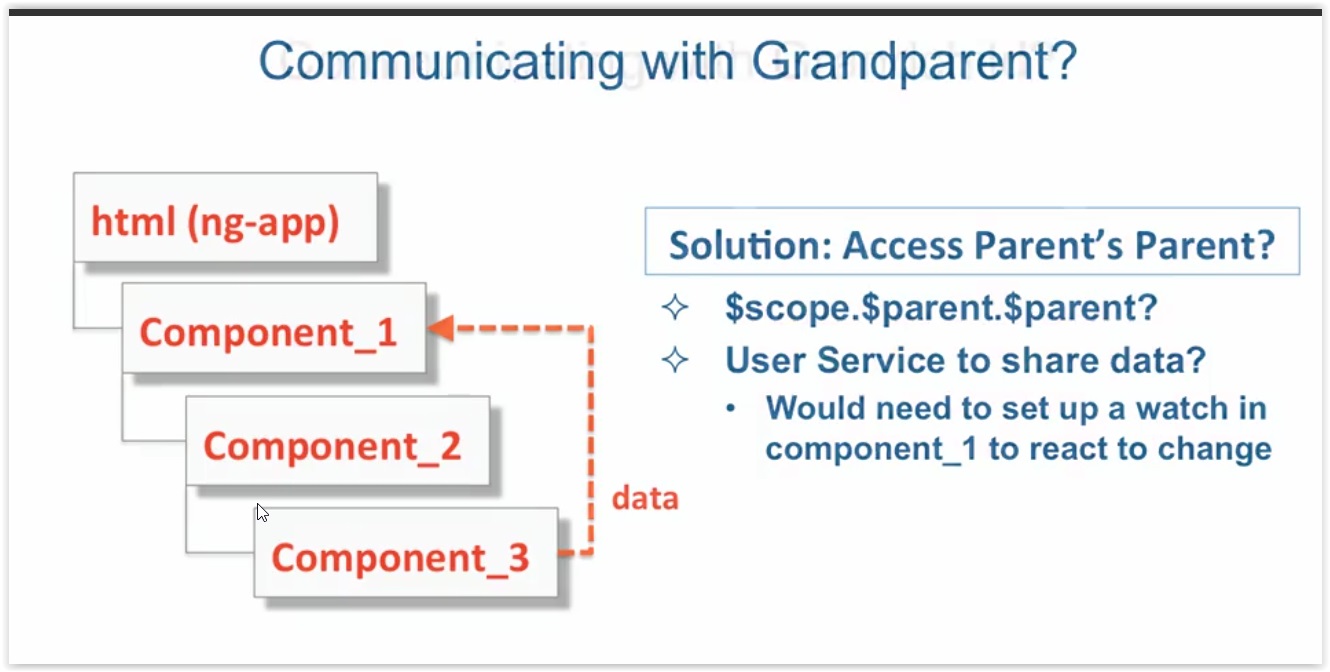 Communicating with Grandparent?
html (ng-app)
Component_1
Component_2
Component_3
data
Solution: Access Parent's Parent?
✧ $scope.$parent.$parent?
✧ User Service to share data?
• Would need to set up a watch in
component_1 to react to change